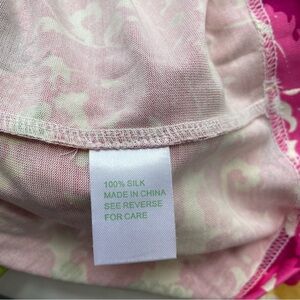 100% SILK
MADE IN CHINA
SEE REVERSE
FOR CARE